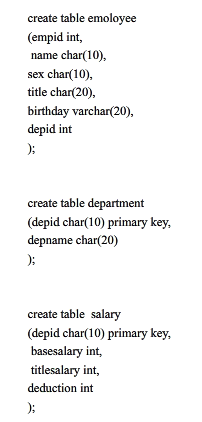 create table emoloyee
(empid int,
name char(10),
sex char(10),
title char(20),
birthday varchar(20),
depid int
);
create table department
(depid char(10) primary key,
depname char(20)
);
create table salary
(depid char(10) primary key,
basesalary int,
titlesalary int,
deduction int
);